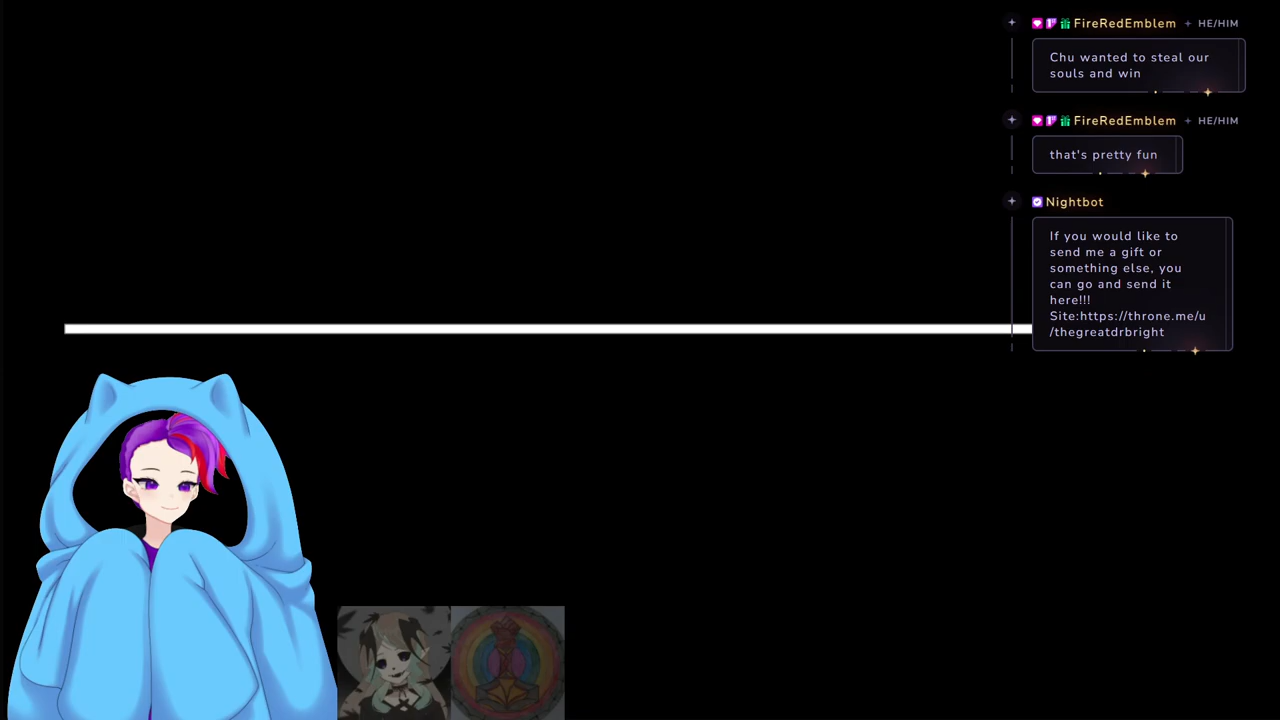 FireRedEmblem HE/HIM
Chu wanted to steal our
souls and win
FireRedEmblem HE/HIM
that's pretty fun
Nightbot
If you would like to
send me a gift or
something else, you
can go and send it
here!!!
Site:https://throne.me/u
/thegreatdrbright